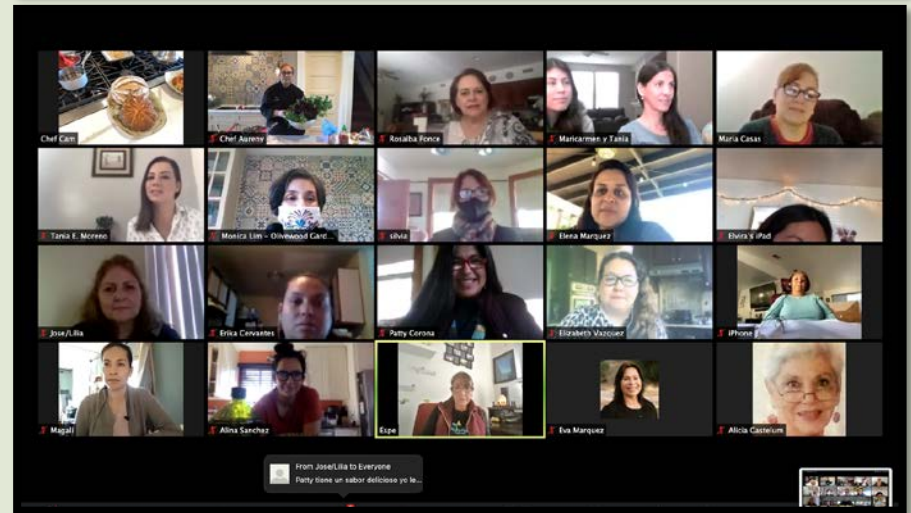 Chef Cam
Chef Aureny
Rosalba Ponce
Maricarmen y Tania
Maria Casas
Tania E. Moreno
Monica Lim - Olivewood Gard...
silvia
Elena Marquez
Elvira's iPad
Jose/Lilia
Erika Cervantes
Patty Corona
Elizabeth Vazquez
iPhone
Magali
Alina Sanchez
Espe
Eva Marquez
Alicia Castelum
From Jose/Lilia to Everyone
Patty tiene un sabor delicioso yo le...